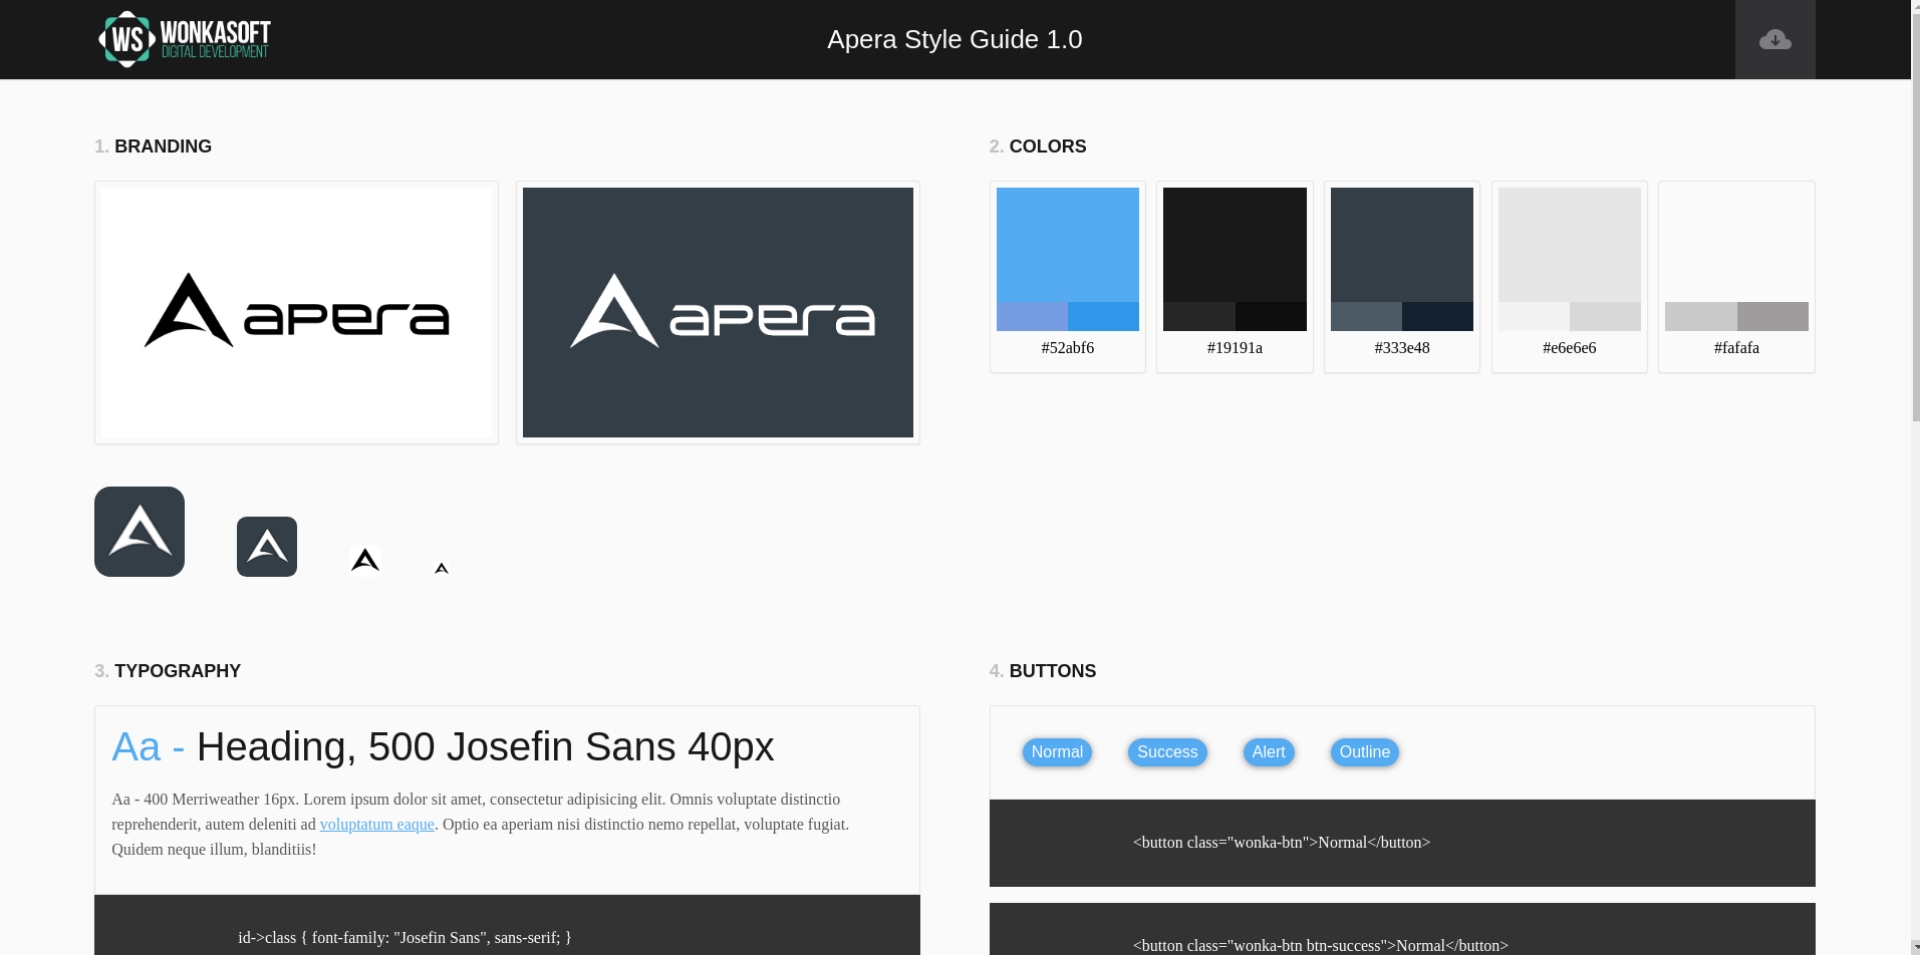 WS WONKASOFT
DIGITAL DEVELOPMENT
Apera Style Guide 1.0
1. BRANDING
apera
apera
2. COLORS
#52abf6
#19191a
#333e48
#e6e6e6
#fafafa
3. TYPOGRAPHY
Aa - Heading, 500 Josefin Sans 40px
Aa - 400 Merriweather 16px. Lorem ipsum dolor sit amet, consectetur adipisicing elit. Omnis voluptate distinctio
reprehenderit, autem deleniti ad voluptatum eaque. Optio ea aperiam nisi distinctio nemo repellat, voluptate fugiat.
Quidem neque illum, blanditiis!
id->class { font-family: "Josefin Sans", sans-serif; }
4. BUTTONS
Normal
Success
Alert
Outline
<button class="wonka-btn">Normal</button>
<button class="wonka-btn btn-success">Normal</button>